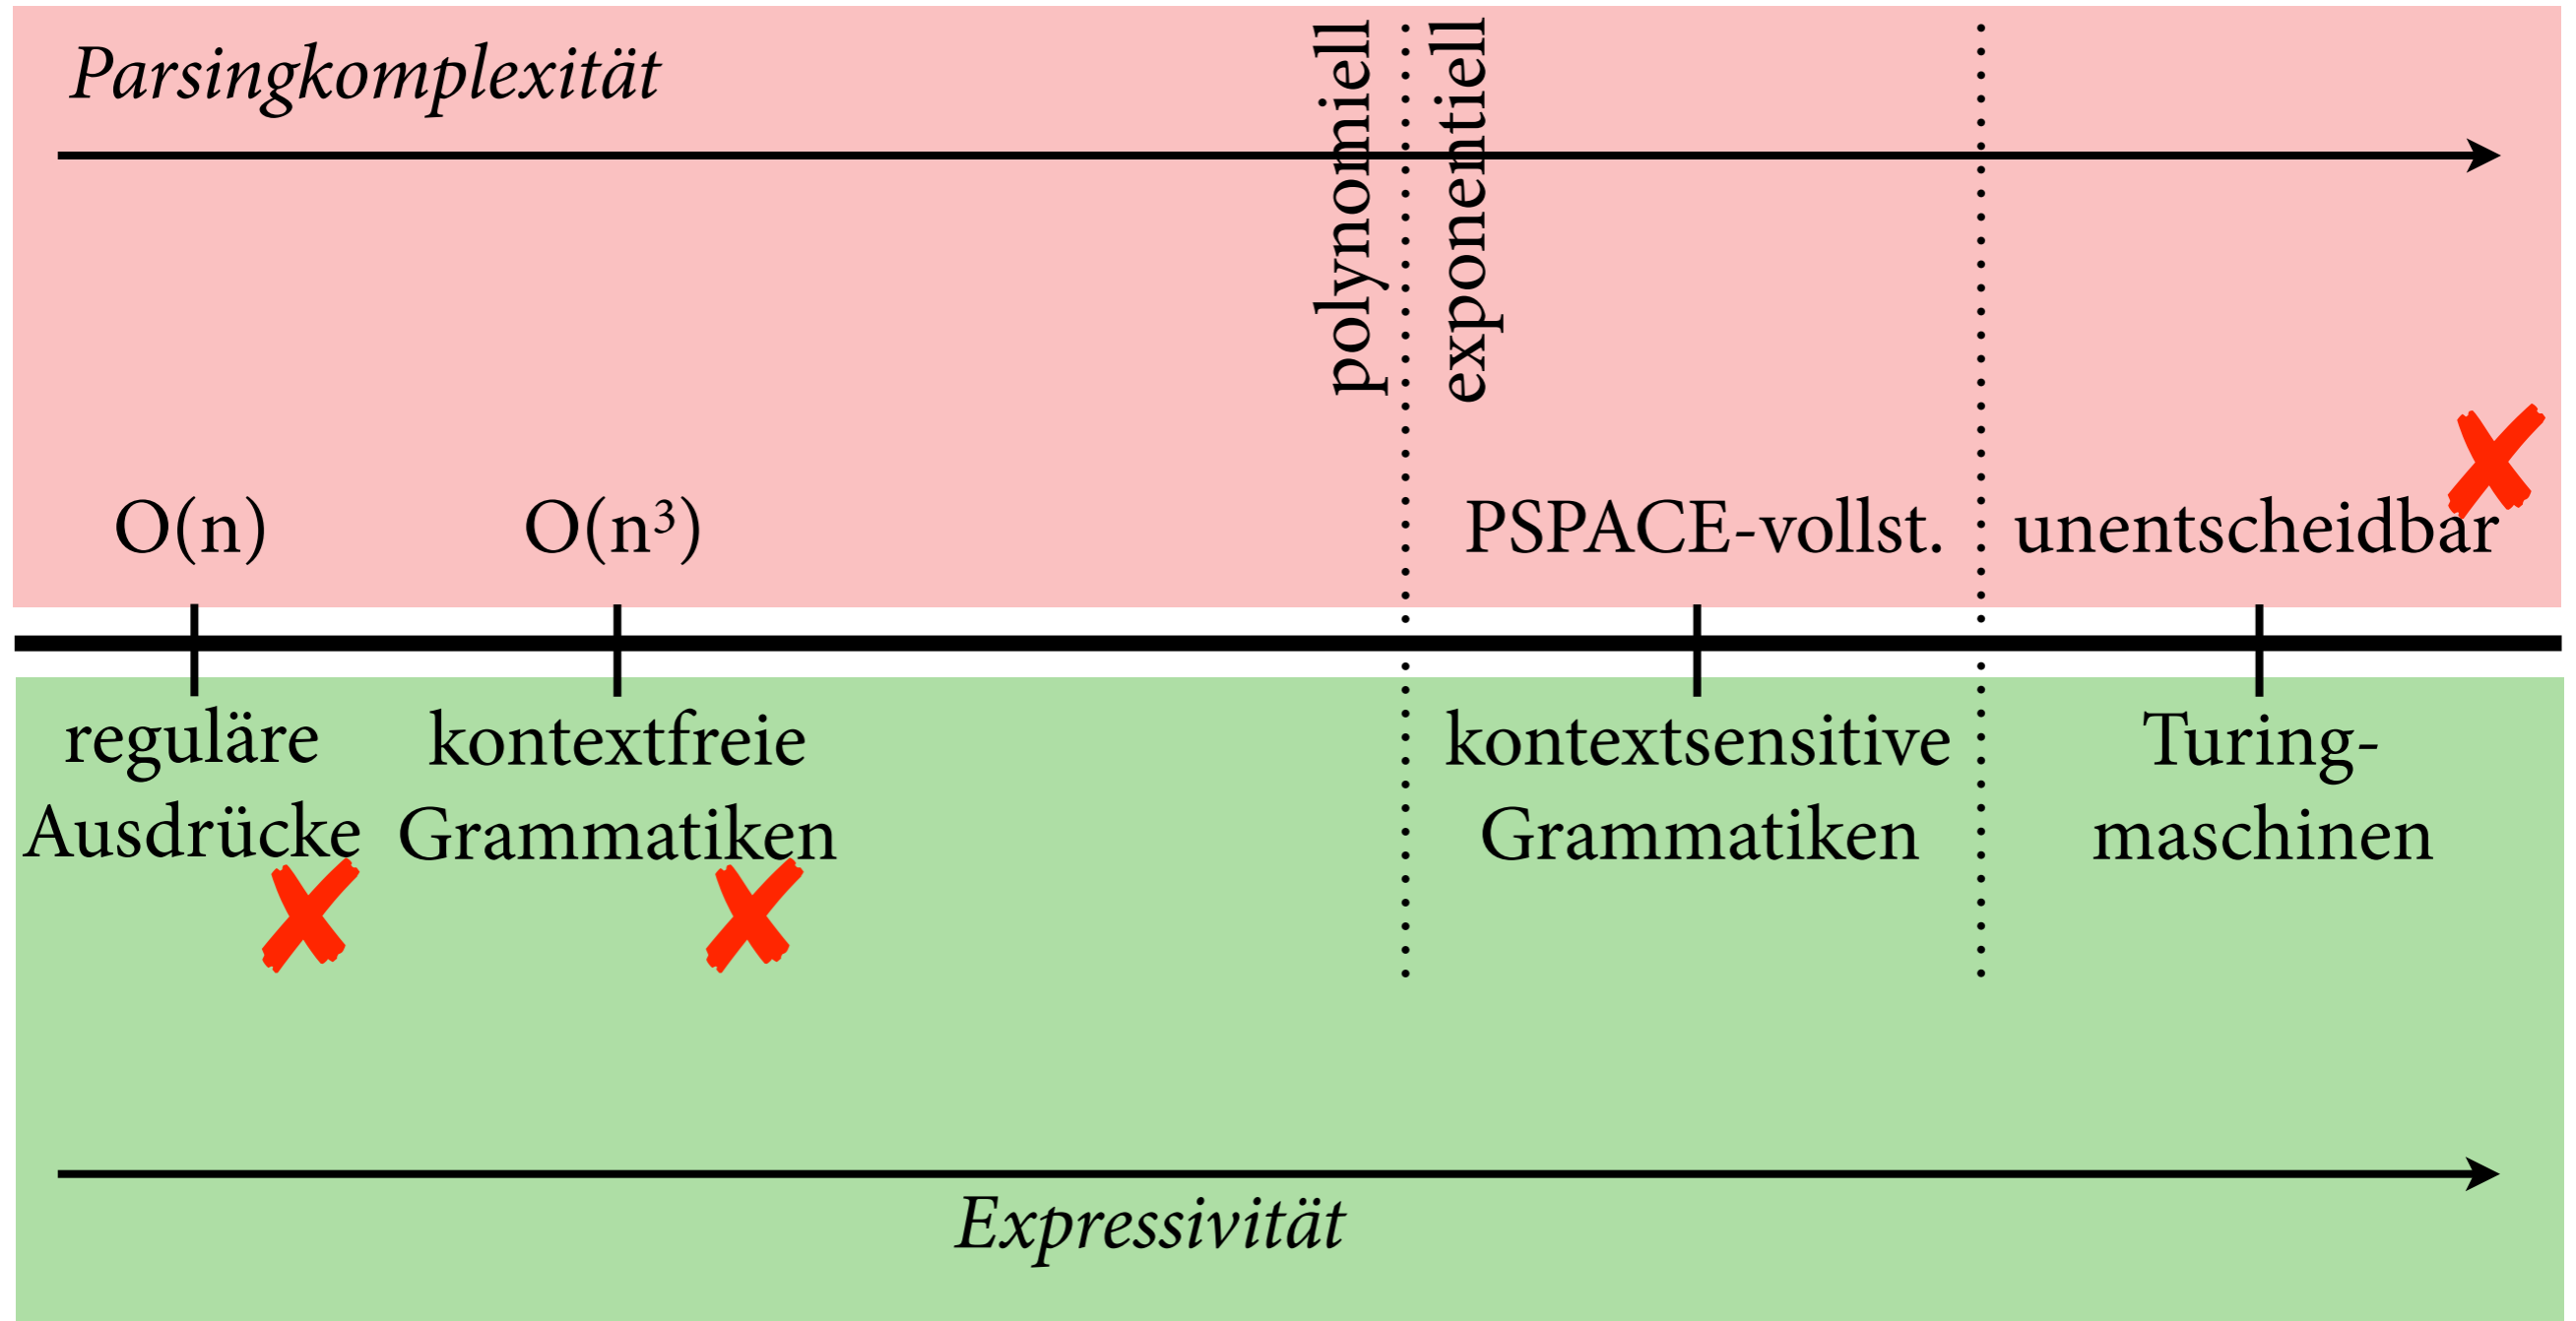 Parsingkomplexität
polynomiell
exponentiell
O(n)
O(n³)
PSPACE-vollst.
unentscheidbar
reguläre
Ausdrücke
kontextfreie
Grammatiken
kontextsensitive
Grammatiken
Turing-
maschinen
Expressivität